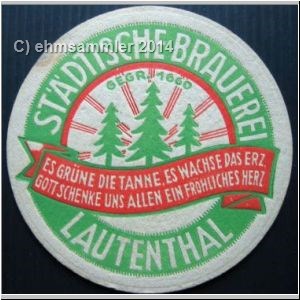 C) ehmsammler 2014
STÄDTISCHE BRAUEREI
GEGR. 1660
ES GRÜNE DIE TANNE, ES WACHSE DAS ERZ,
GOTT SCHENKE UNS ALLEN EIN FRÖHLICHES HERZ
LAUTENTHAL